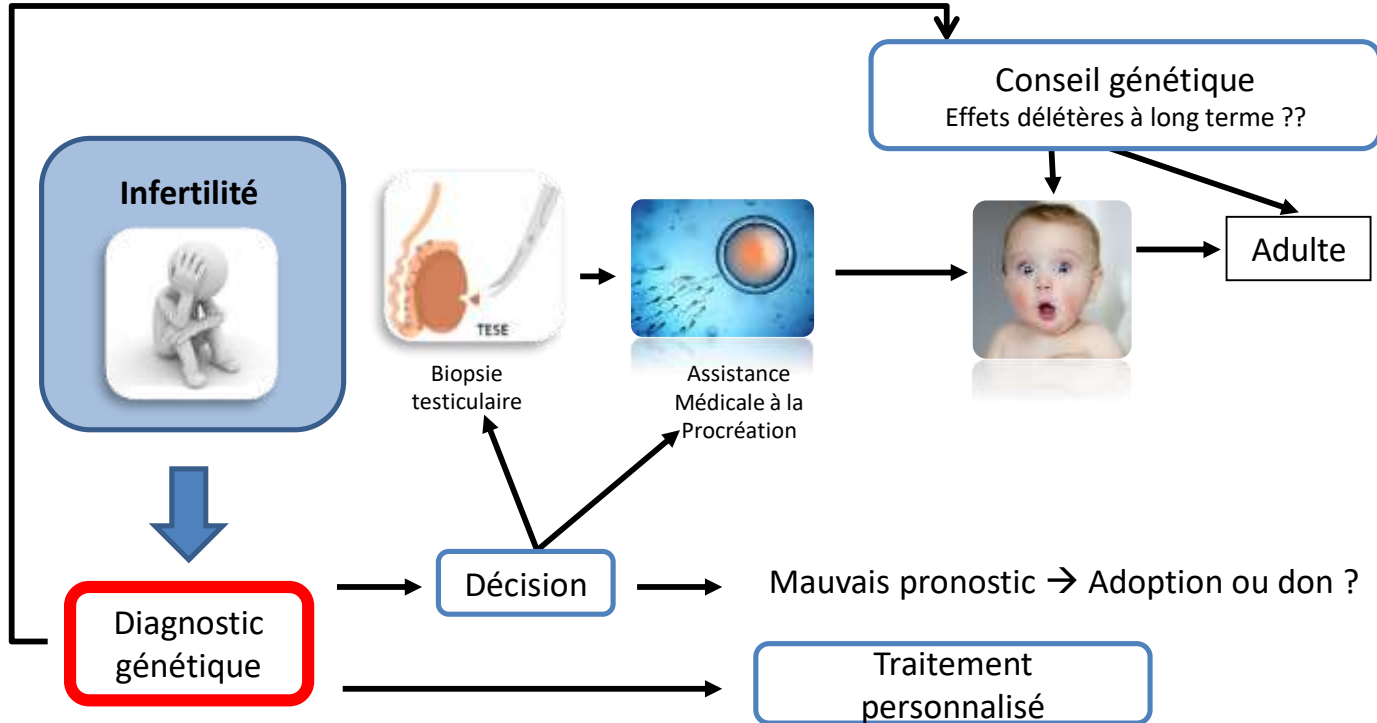 Conseil génétique
Effets délétères à long terme ??
Infertilité
TESE
Adulte
Biopsie
testiculaire
Assistance
Médicale à la
Procréation
Décision
Mauvais pronostic → Adoption ou don ?
Diagnostic
génétique
Traitement
personnalisé